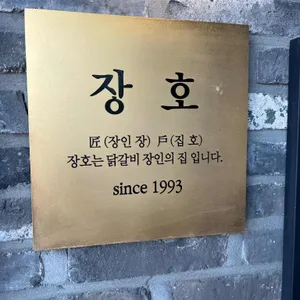 장 호
匠(장인 장) 戶(집 호)
장호는 닭갈비 장인의 집 입니다.
since 1993